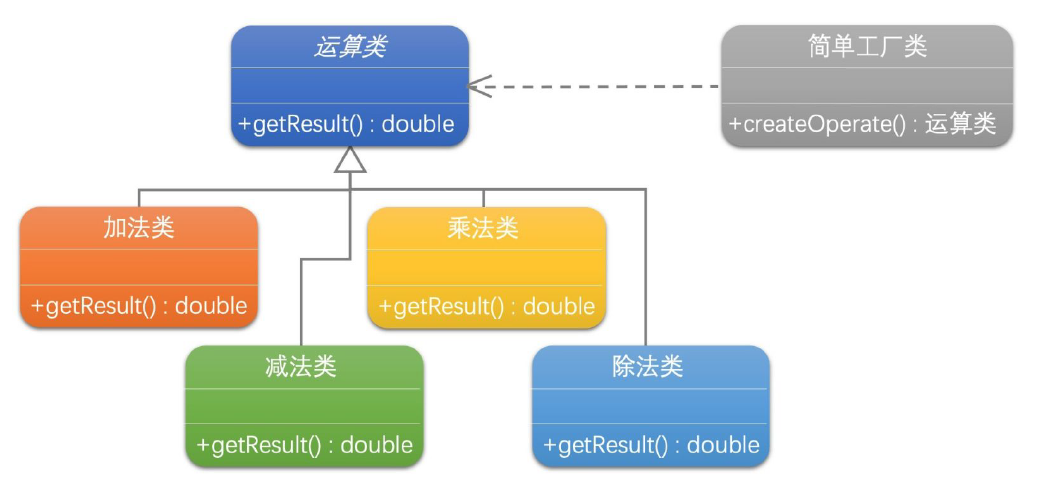 运算类
+getResult() : double
简单工厂类
+createOperate() : 运算类
加法类
+getResult() : double
乘法类
+getResult() : double
减法类
+getResult() : double
除法类
+getResult() : double